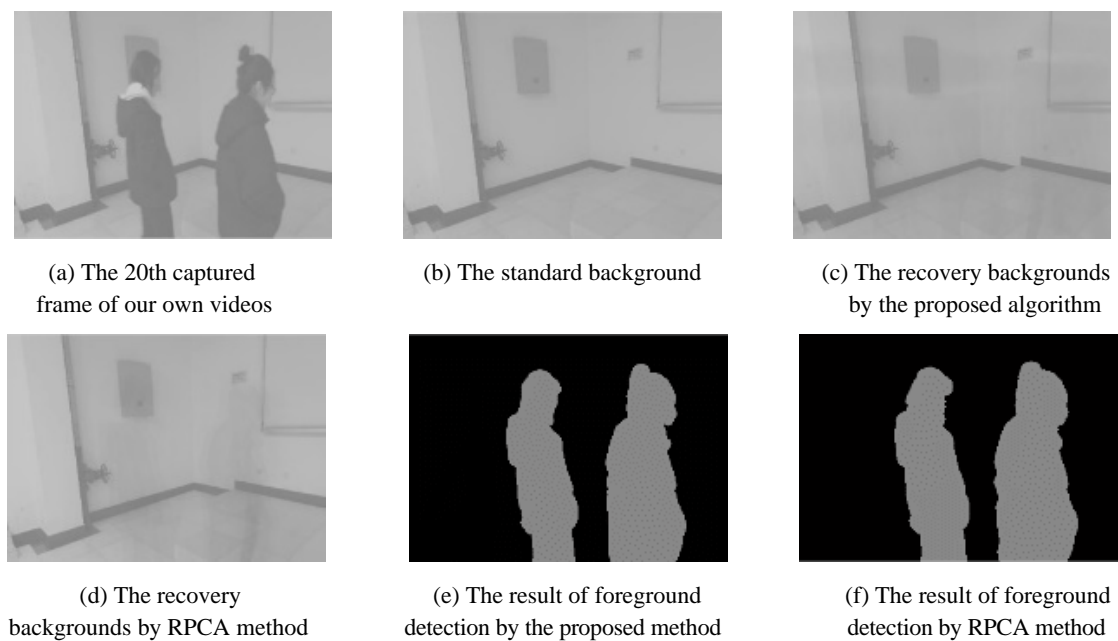 (a) The 20th captured
frame of our own videos
(b) The standard background
(c) The recovery backgrounds
by the proposed algorithm
(d) The recovery
backgrounds by RPCA method
(e) The result of foreground
detection by the proposed method
(f) The result of foreground
detection by RPCA method